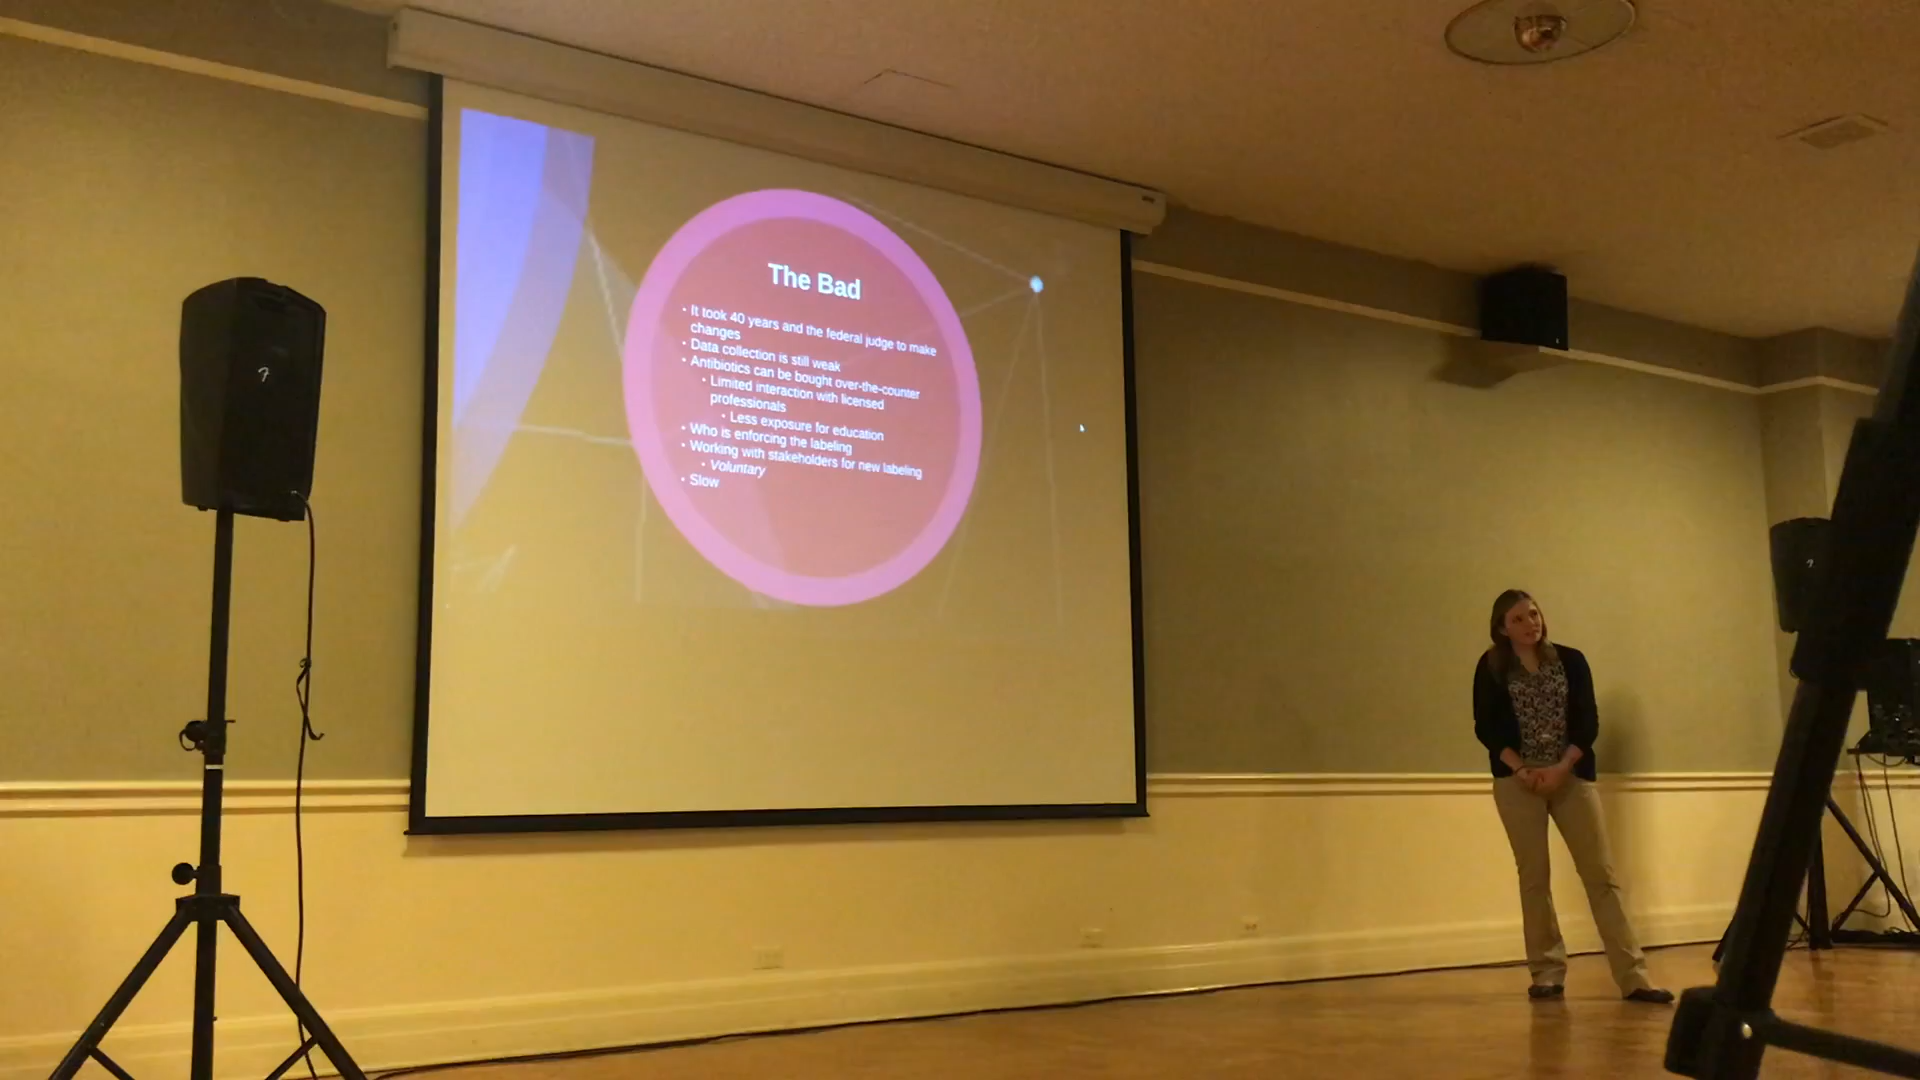 The Bad
• It took 40 years and the federal judge to make
changes
• Data collection is still weak
• Antibiotics can be bought over-the-counter
• Limited interaction with licensed
professionals
• Less exposure for education
• Who is enforcing the labeling
• Working with stakeholders for new labeling
• Voluntary
• Slow